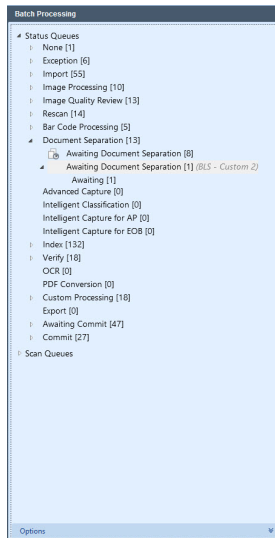 Batch Processing
Status Queues
None [1]
Exception [6]
Import [55]
Image Processing [10]
Image Quality Review [13]
Rescan [14]
Bar Code Processing [5]
Document Separation [13]
Awaiting Document Separation [8]
Awaiting Document Separation [1] (BLS - Custom 2)
Awaiting [1]
Advanced Capture [0]
Intelligent Classification [0]
Intelligent Capture for AP [0]
Intelligent Capture for EOB [0]
Index [132]
Verify [18]
OCR [0]
PDF Conversion [0]
Custom Processing [18]
Export [0]
Awaiting Commit [47]
Commit [27]
Scan Queues
Options